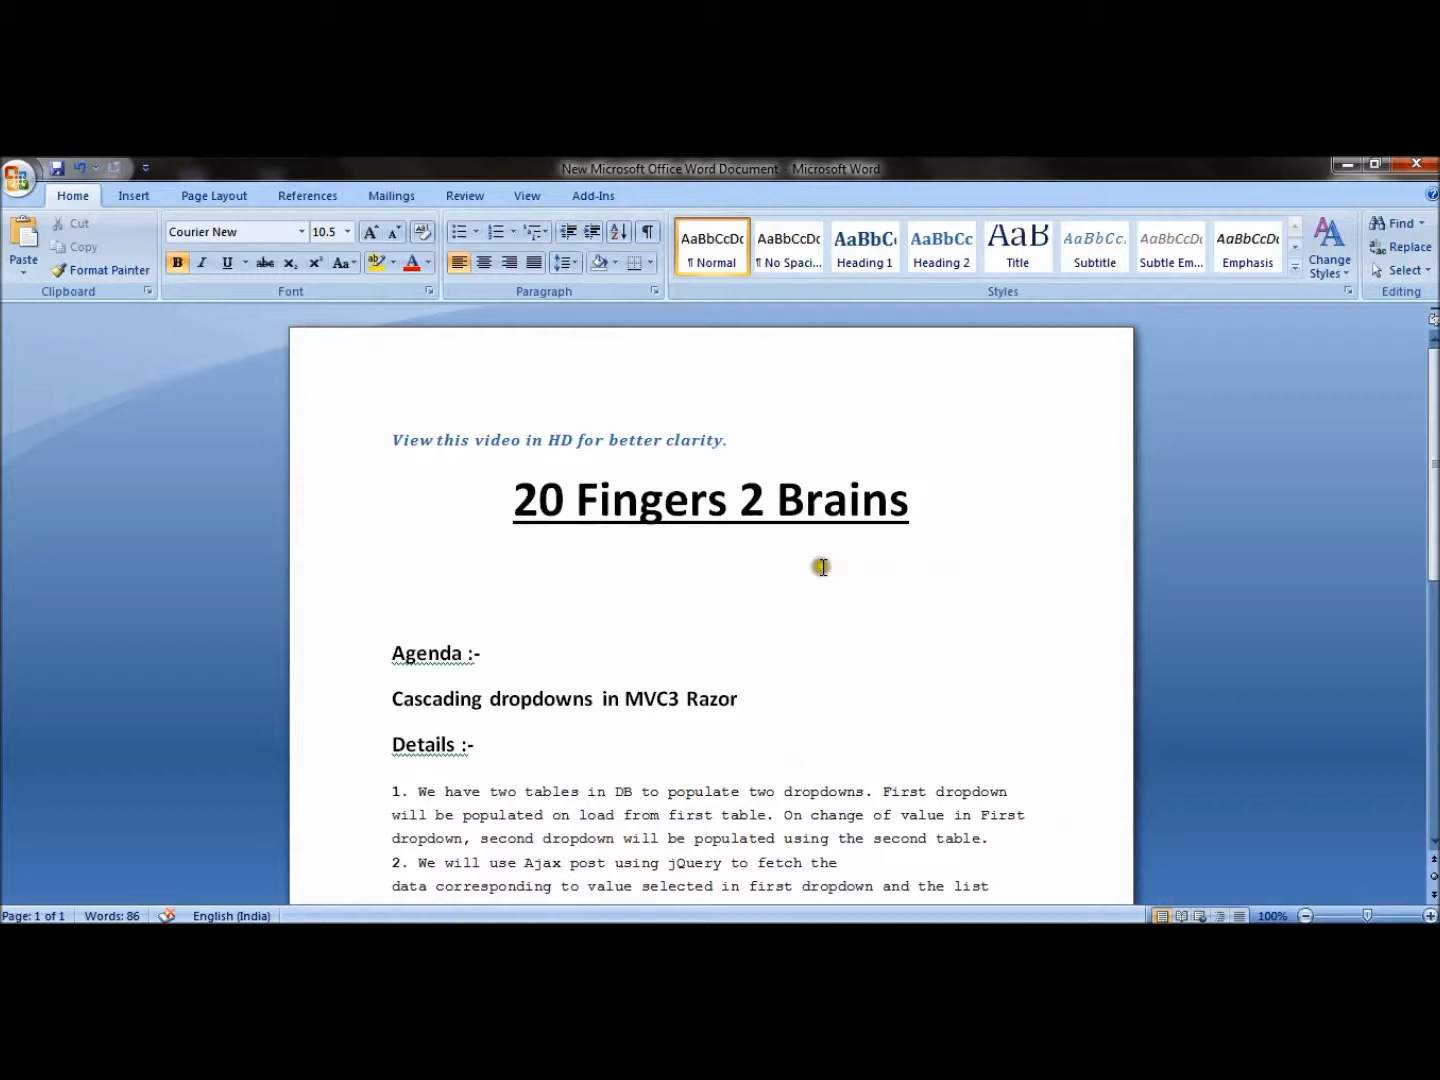 New Microsoft Office Word Document - Microsoft Word
Home Insert Page Layout References Mailings Review View Add-Ins
Paste
Cut
Copy
Format Painter
Clipboard
Courier New 10.5
Font
Paragraph
AaBbCcDc AaBbCcDc AaBbC AaBbCc AaB AaBbCc. AaBbCcDc AaBbCcDc
¶ Normal ¶ No Spaci... Heading 1 Heading 2 Title Subtitle Subtle Em... Emphasis
Change
Styles
Styles
Find
Replace
Select
Editing
View this video in HD for better clarity.
20 Fingers 2 Brains
Agenda :-
Cascading dropdowns in MVC3 Razor
Details :-
1. We have two tables in DB to populate two dropdowns. First dropdown
will be populated on load from first table. On change of value in First
dropdown, second dropdown will be populated using the second table.
2. We will use Ajax post using jQuery to fetch the
data corresponding to value selected in first dropdown and the list
Page: 1 of 1 Words: 86 English (India) 100%